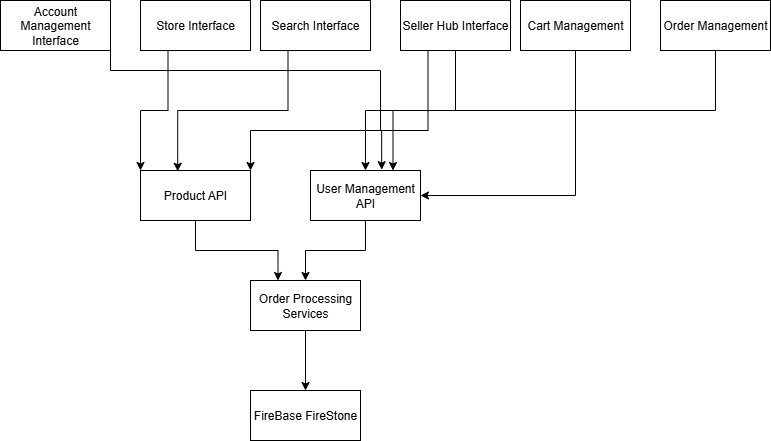 Account
Management
Interface
Store Interface
Search Interface
Seller Hub Interface
Cart Management
Order Management
Product API
User Management
API
Order Processing
Services
FireBase FireStone